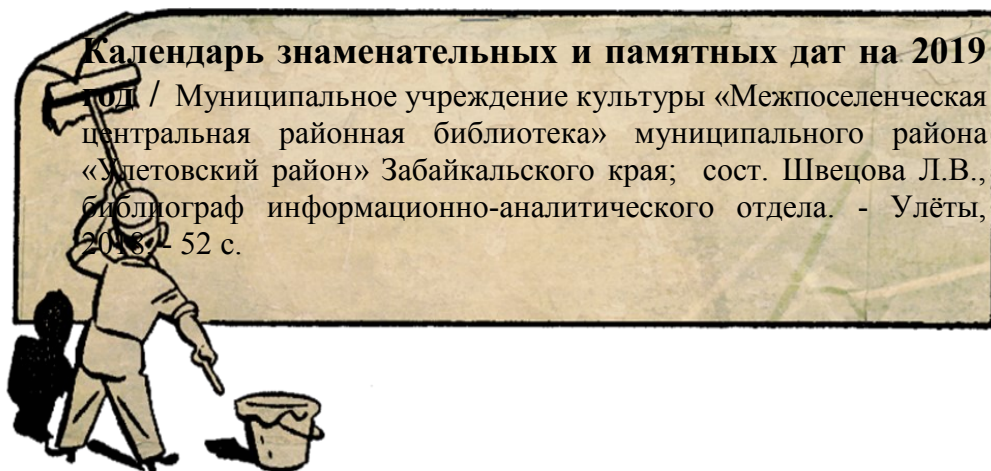 Календарь знаменательных и памятных дат на 2019
год. / Муниципальное учреждение культуры «Межпоселенческая
центральная районная библиотека» муниципального района
«Улетовский район» Забайкальского края; сост. Швецова Л.В.,
библиограф информационно-аналитического отдела. - Улёты,
2018. - 52 с.